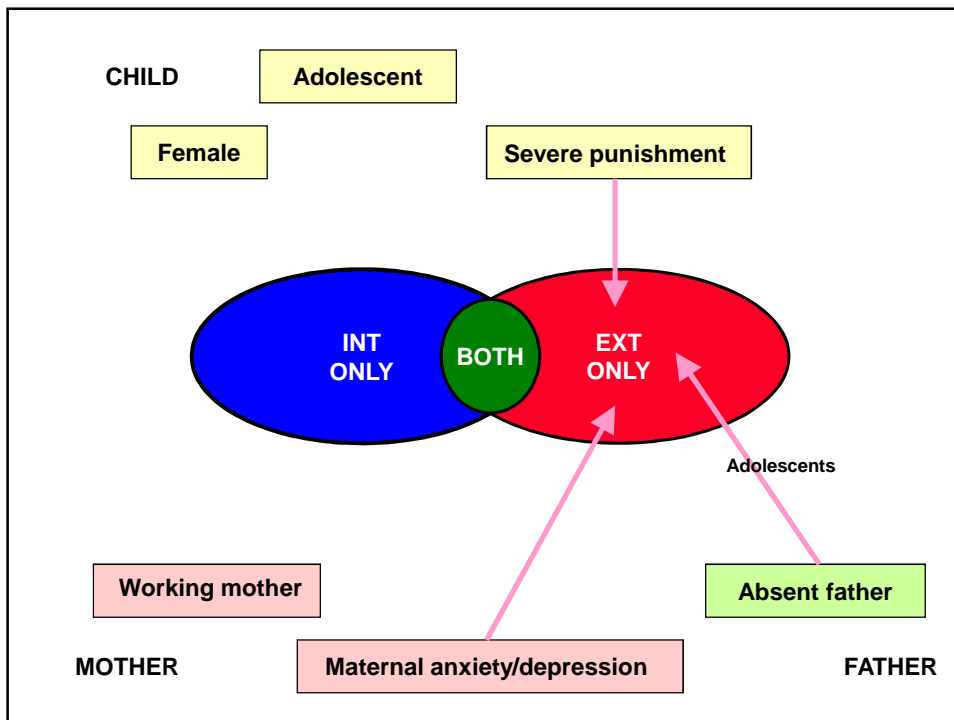 CHILD
Adolescent
Female
Severe punishment
INT
ONLY
BOTH
EXT
ONLY
Adolescents
Working mother
Absent father
MOTHER
Maternal anxiety/depression
FATHER